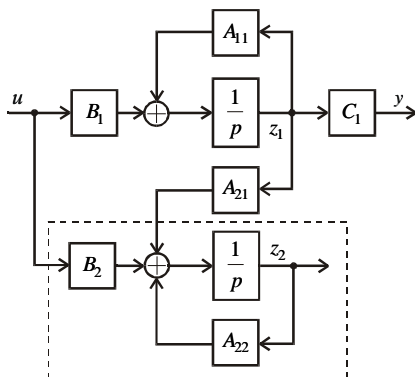 A₁₁
u
B₁
1
p
z₁
C₁
y
A₂₁
B₂
1
p
z₂
A₂₂